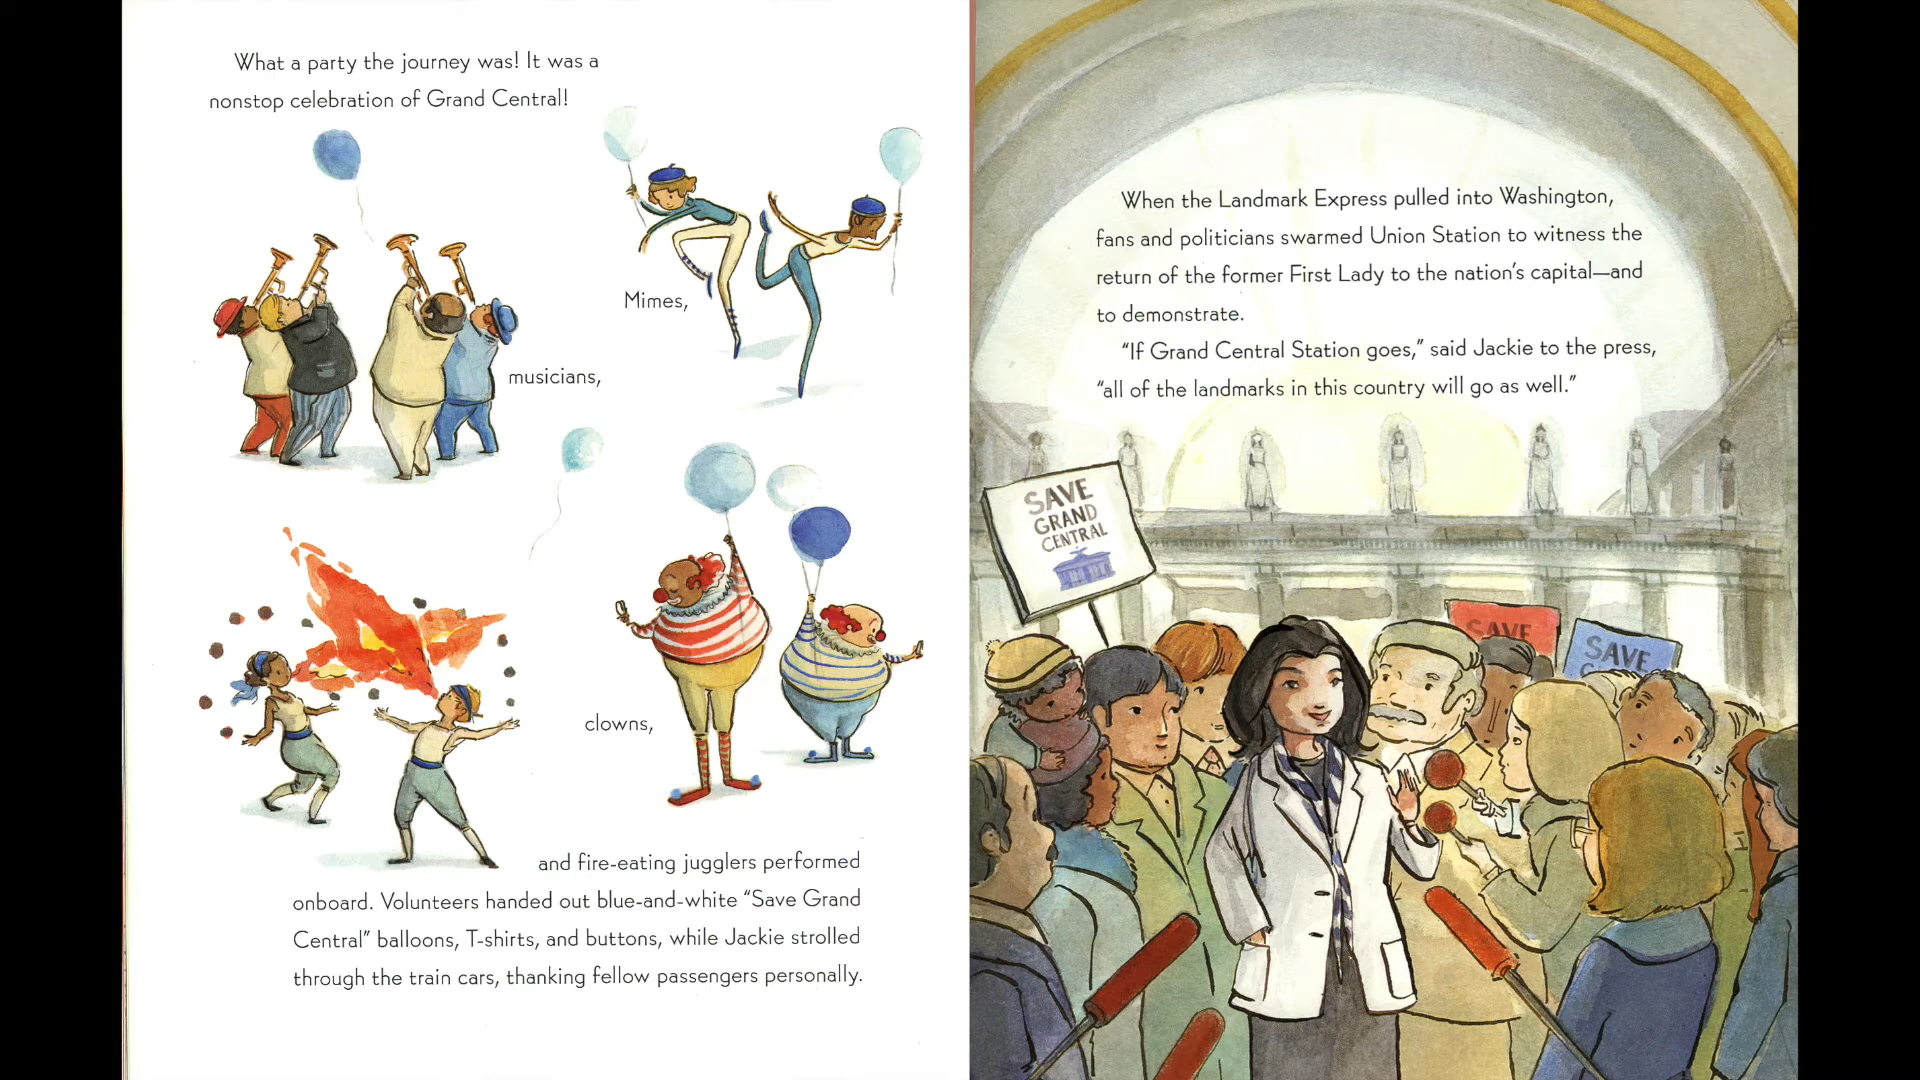 What a party the journey was! It was a
nonstop celebration of Grand Central!
Mimes,
musicians,
clowns,
and fire-eating jugglers performed
onboard. Volunteers handed out blue-and-white “Save Grand
Central” balloons, T-shirts, and buttons, while Jackie strolled
through the train cars, thanking fellow passengers personally.
When the Landmark Express pulled into Washington,
fans and politicians swarmed Union Station to witness the
return of the former First Lady to the nation’s capital—and
to demonstrate.
“If Grand Central Station goes,” said Jackie to the press,
“all of the landmarks in this country will go as well.”
SAVE
GRAND
CENTRAL
SAVE
SAVE